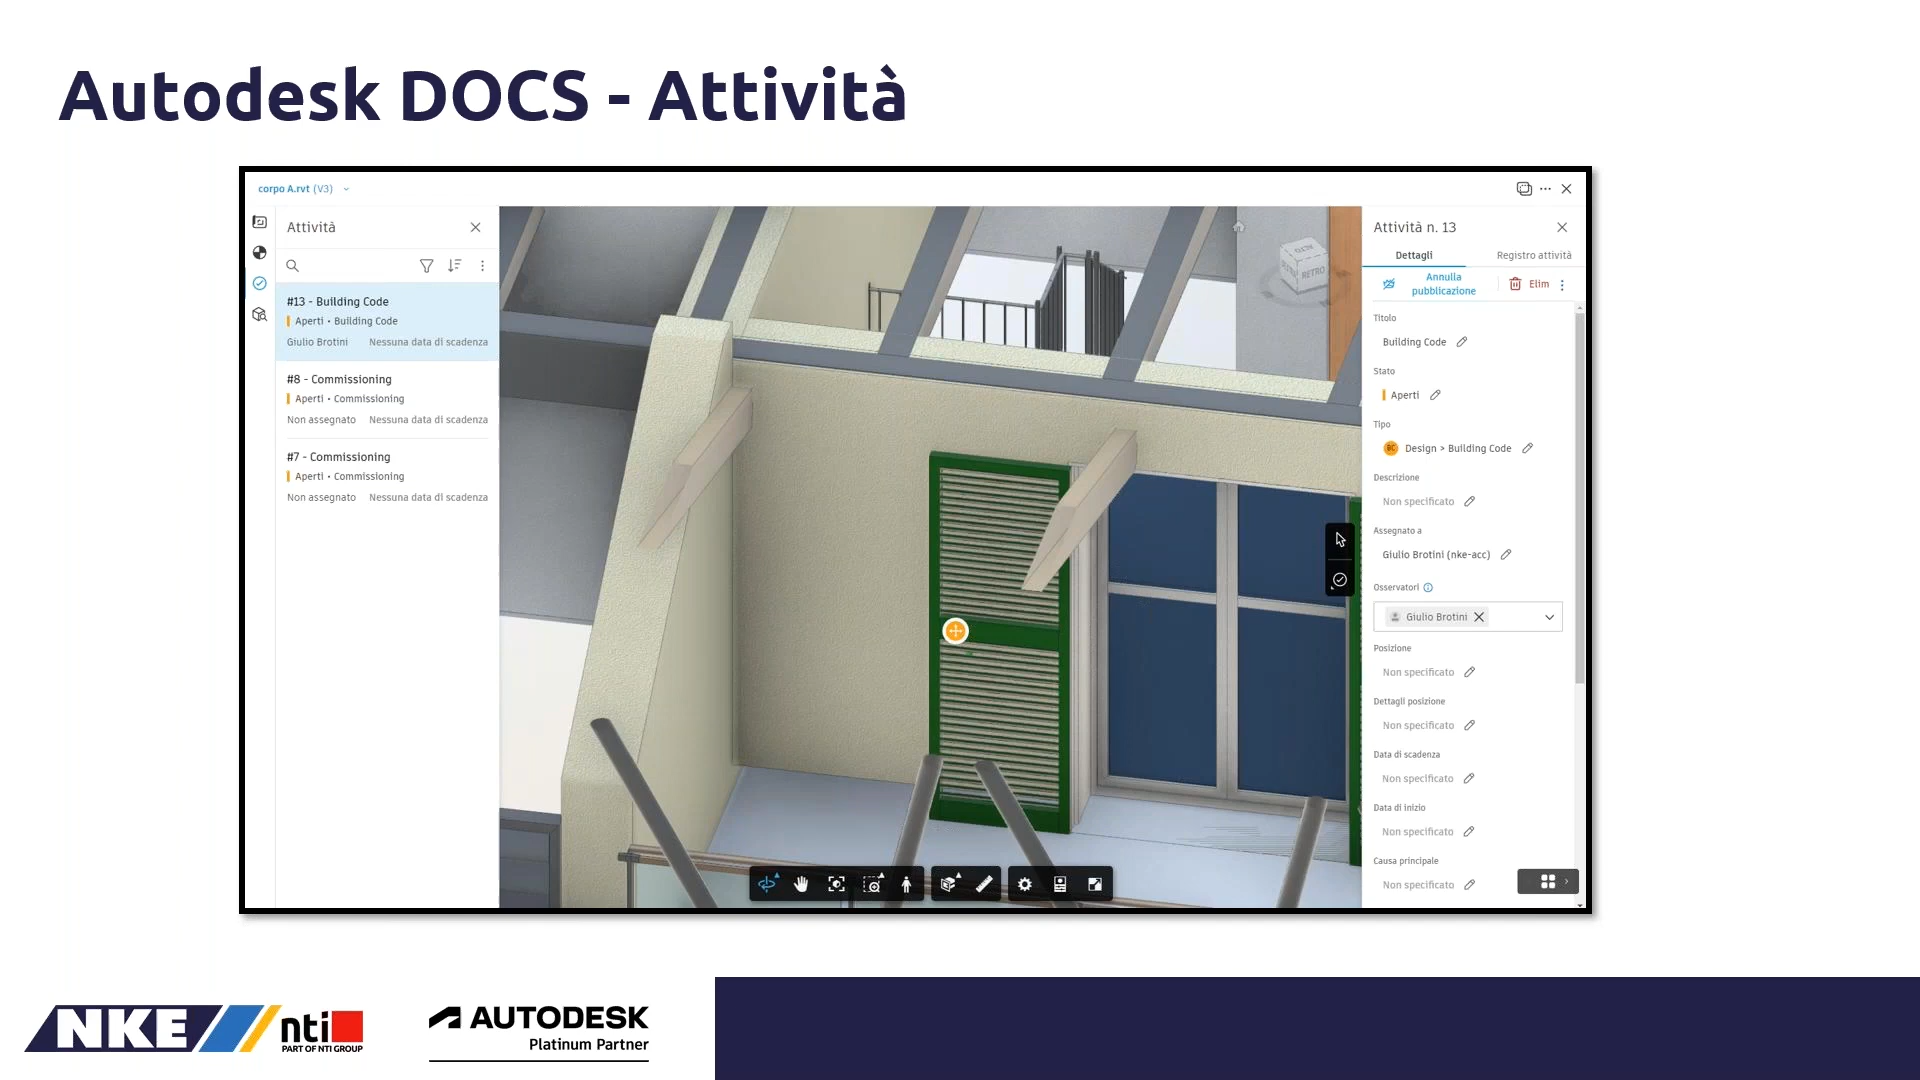 Autodesk DOCS - Attività
corpo A.rvt (V3)
Attività
#13 - Building Code
Aperti • Building Code
Giulio Brotini Nessuna data di scadenza
#8 - Commissioning
Aperti • Commissioning
Non assegnato Nessuna data di scadenza
#7 - Commissioning
Aperti • Commissioning
Non assegnato Nessuna data di scadenza
ALTO
RETRO
Attività n. 13
Dettagli Registro attività
Annulla
pubblicazione
Elim
Titolo
Building Code
Stato
Aperti
Tipo
BC Design > Building Code
Descrizione
Non specificato
Assegnato a
Giulio Brotini (nke-acc)
Osservatori
Giulio Brotini
Posizione
Non specificato
Dettagli posizione
Non specificato
Data di scadenza
Non specificato
Data di inizio
Non specificato
Causa principale
Non specificato
NKE
nti
PART OF NTI GROUP
AUTODESK
Platinum Partner